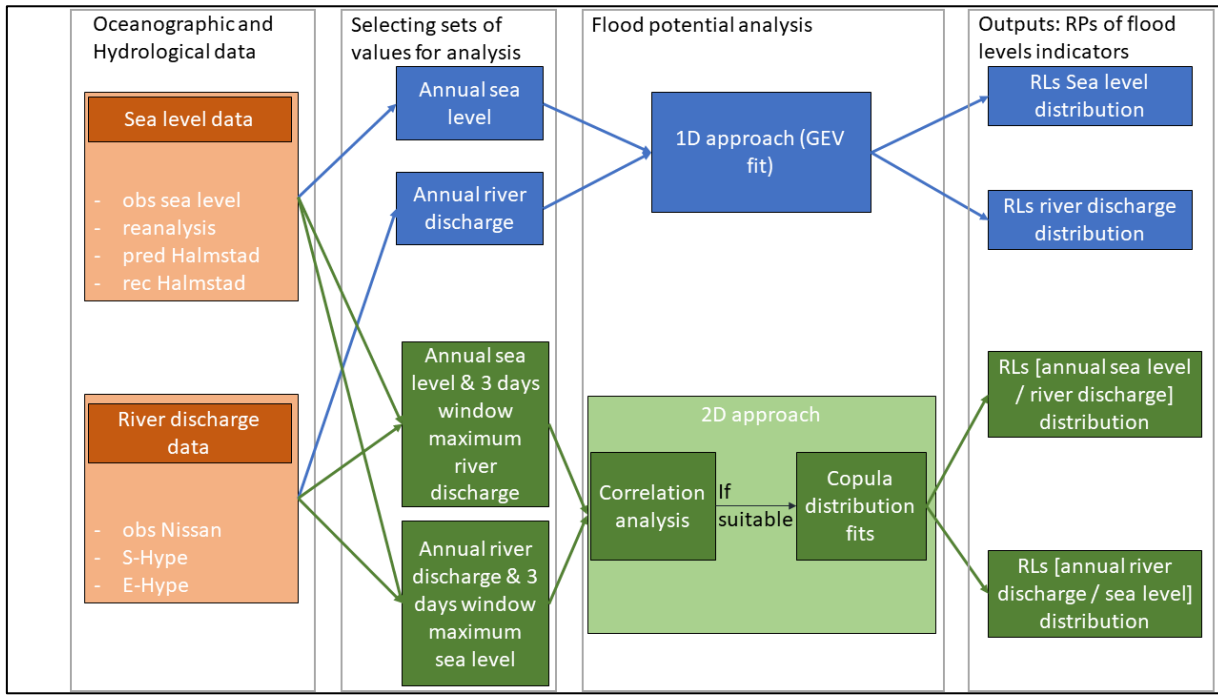 Oceanographic and
Hydrological data
Sea level data
- obs sea level
- reanalysis
- pred Halmstad
- rec Halmstad
River discharge
data
- obs Nissan
- S-Hype
- E-Hype
Selecting sets of
values for analysis
Annual sea
level
Annual river
discharge
Annual sea
level & 3 days
window
maximum
river
discharge
Annual river
discharge & 3
days window
maximum
sea level
Flood potential analysis
1D approach (GEV
fit)
2D approach
Correlation
analysis
If
suitable
Copula
distribution
fits
Outputs: RPs of flood
levels indicators
RLs Sea level
distribution
RLs river discharge
distribution
RLs [annual sea level
/ river discharge]
distribution
RLs [annual river
discharge / sea level]
distribution